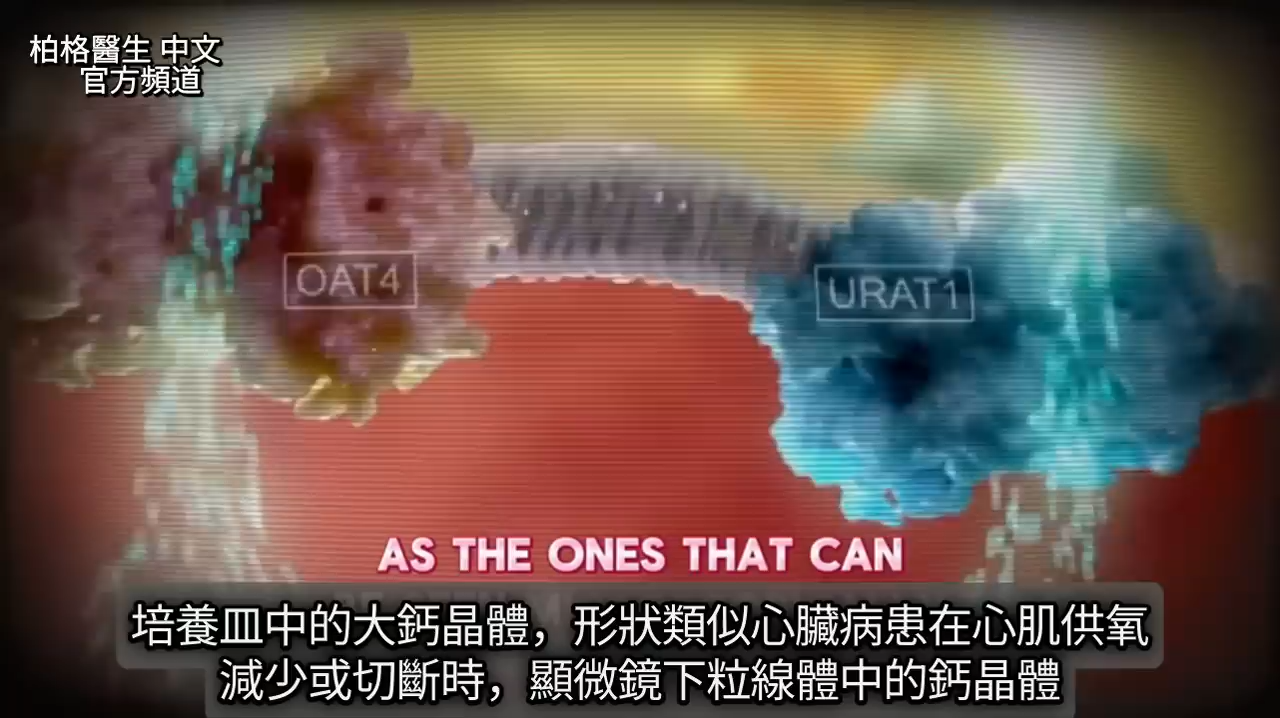 柏格醫生 中文
官方頻道
OAT4
URAT1
AS THE ONES THAT CAN
培養皿中的大鈣晶體，形狀類似心臟病患在心肌供氧
減少或切斷時，顯微鏡下粒線體中的鈣晶體